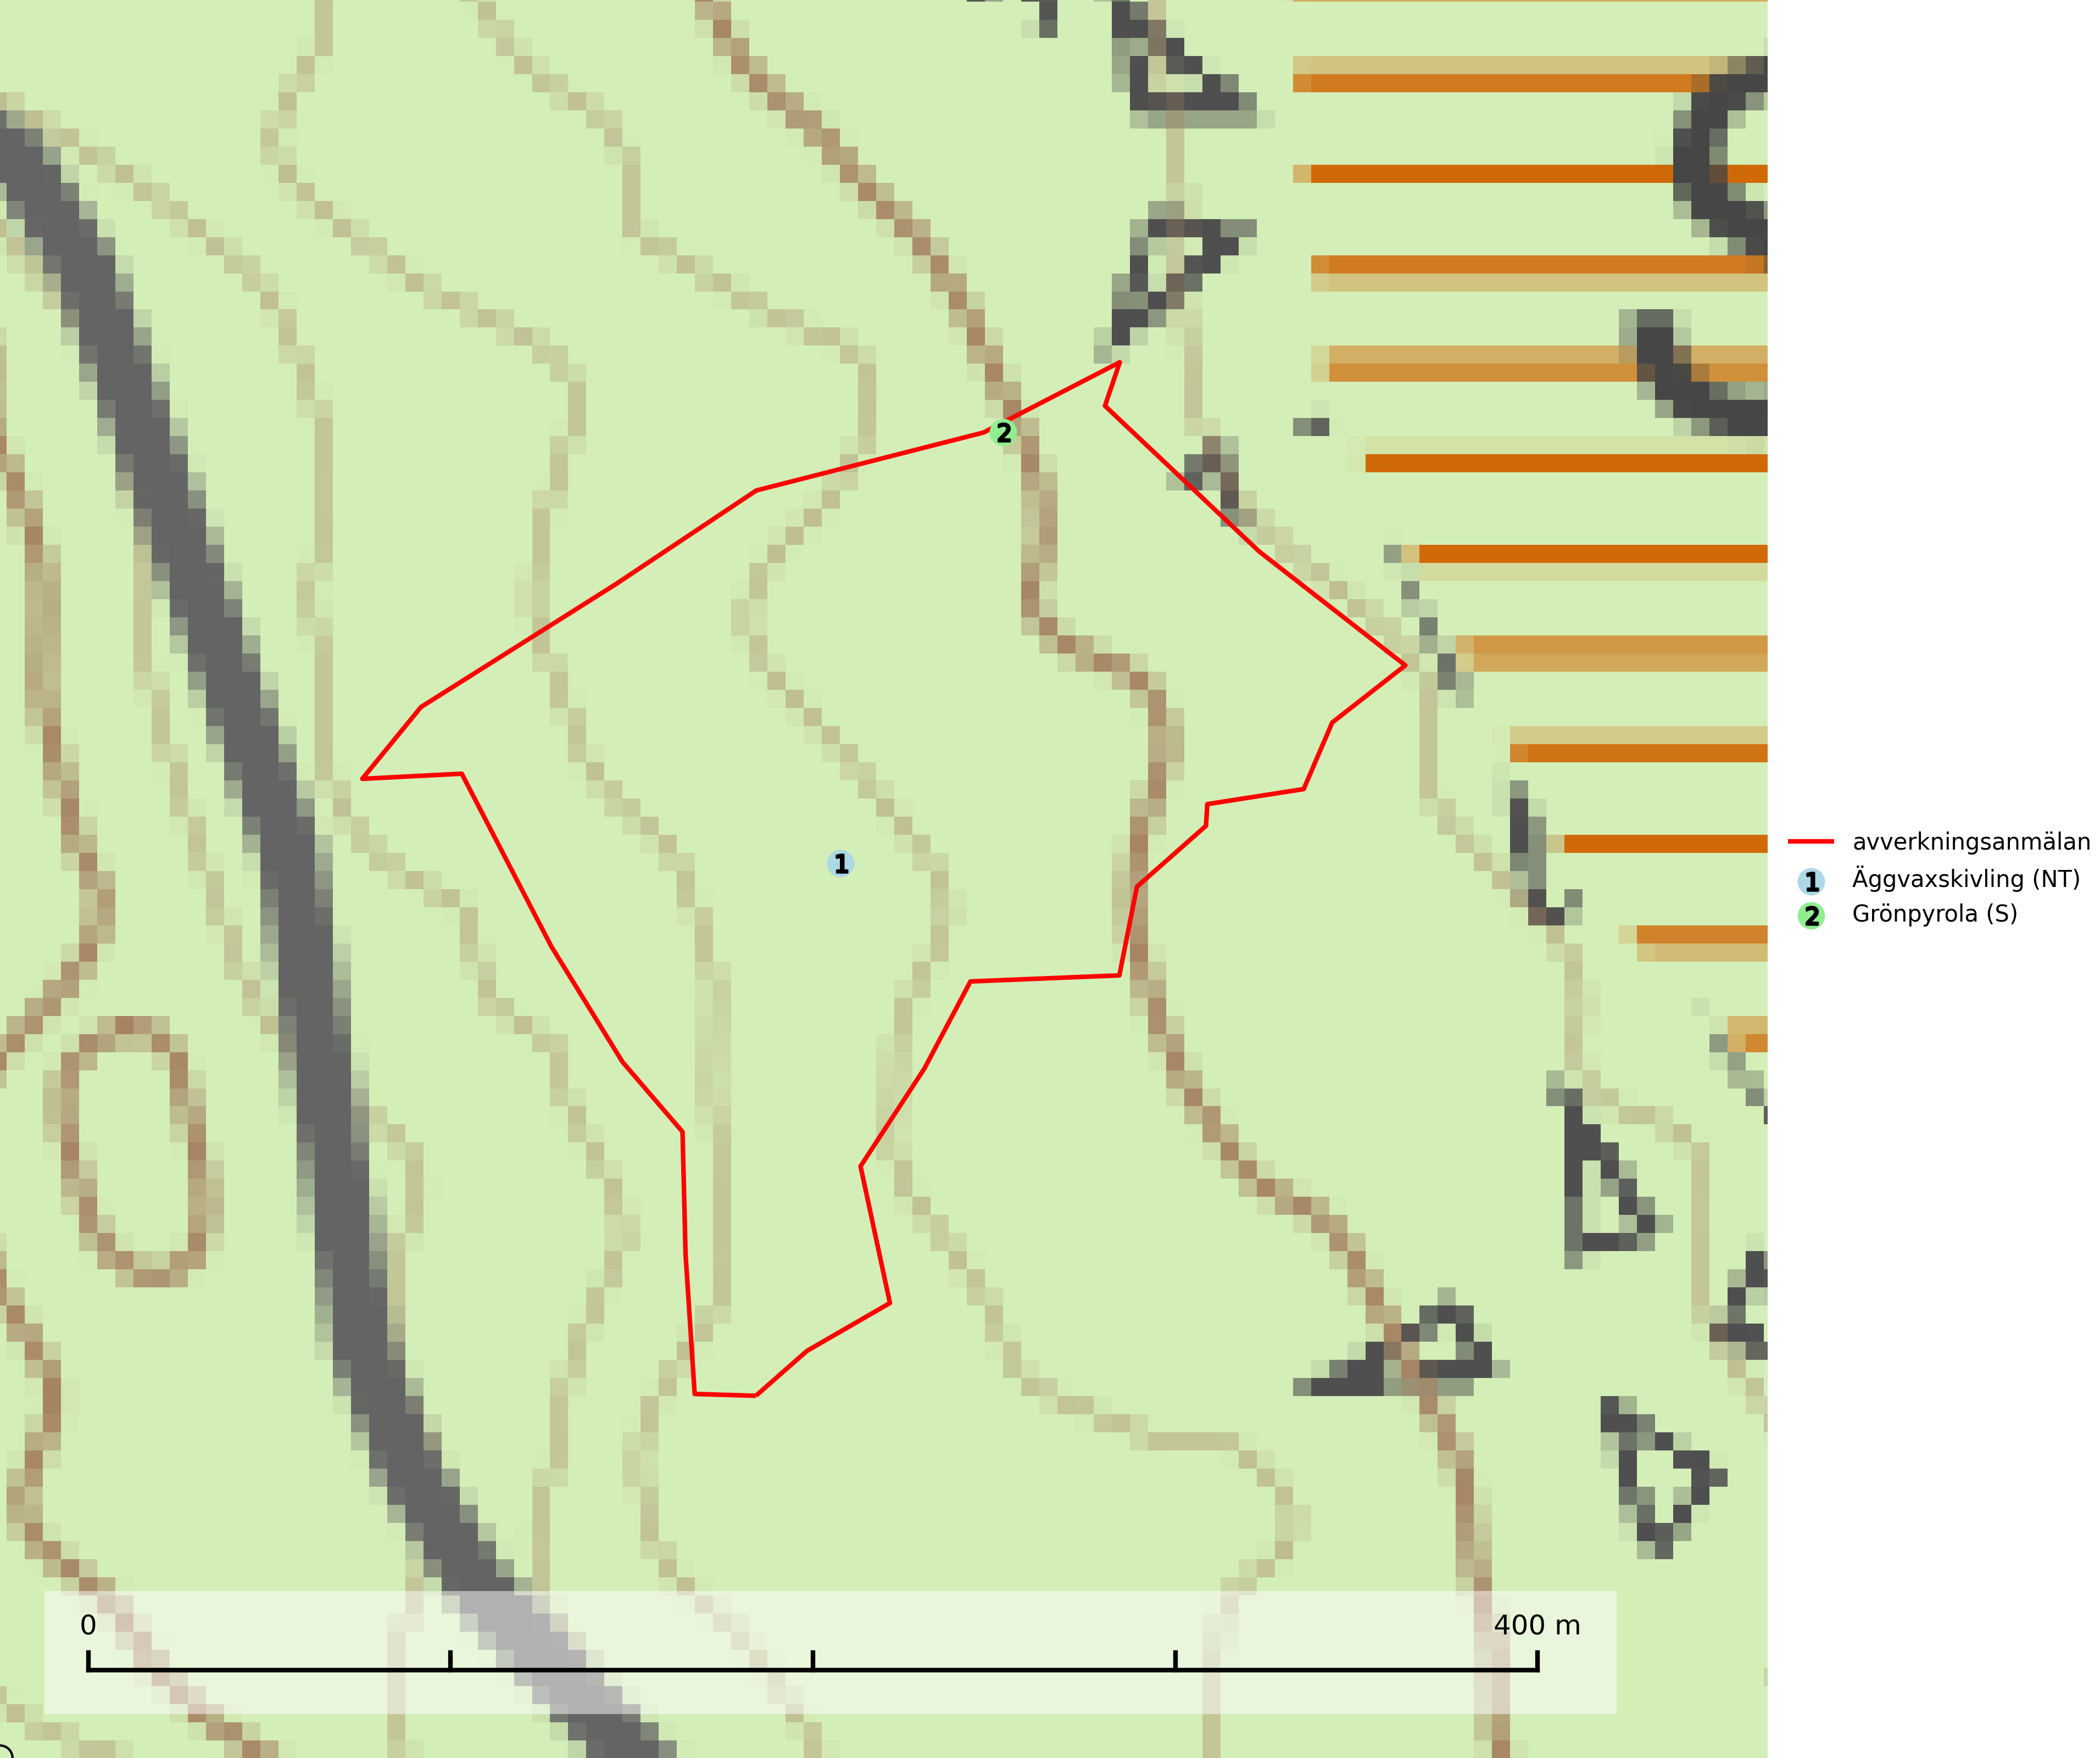 2
1
avverkningsanmälan
1 Äggvaxskivling (NT)
2 Grönpyrola (S)
0 400 m